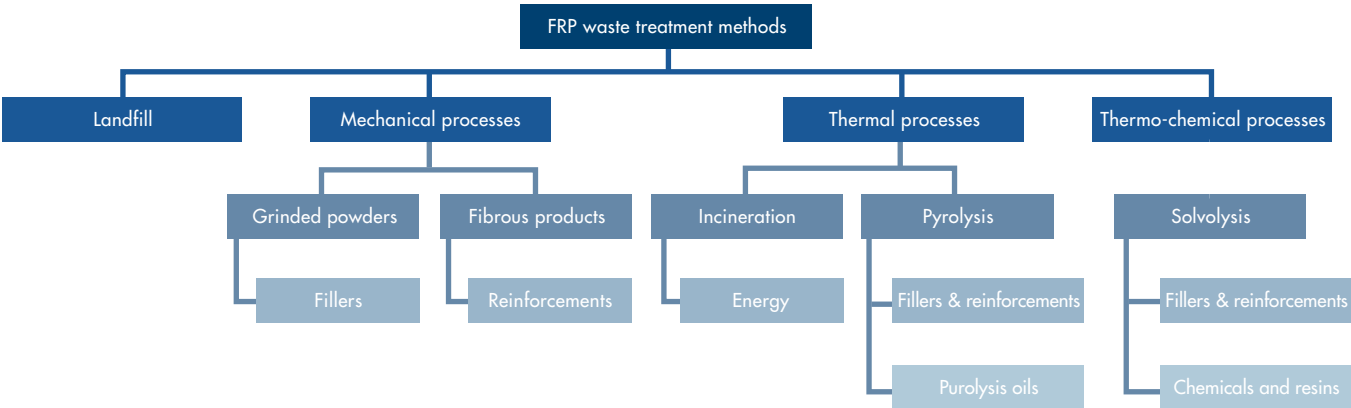 FRP waste treatment methods
Landfill
Mechanical processes
Thermal processes
Thermo-chemical processes
Grinded powders
Fibrous products
Incineration
Pyrolysis
Solvolysis
Fillers
Reinforcements
Energy
Fillers & reinforcements
Fillers & reinforcements
Purolysis oils
Chemicals and resins